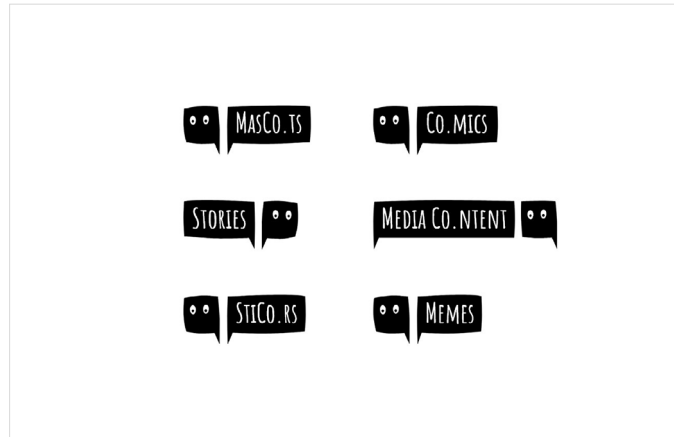 MasCo.ts
Co.mics
Stories
Media Co.ntent
StiCo.rs
Memes